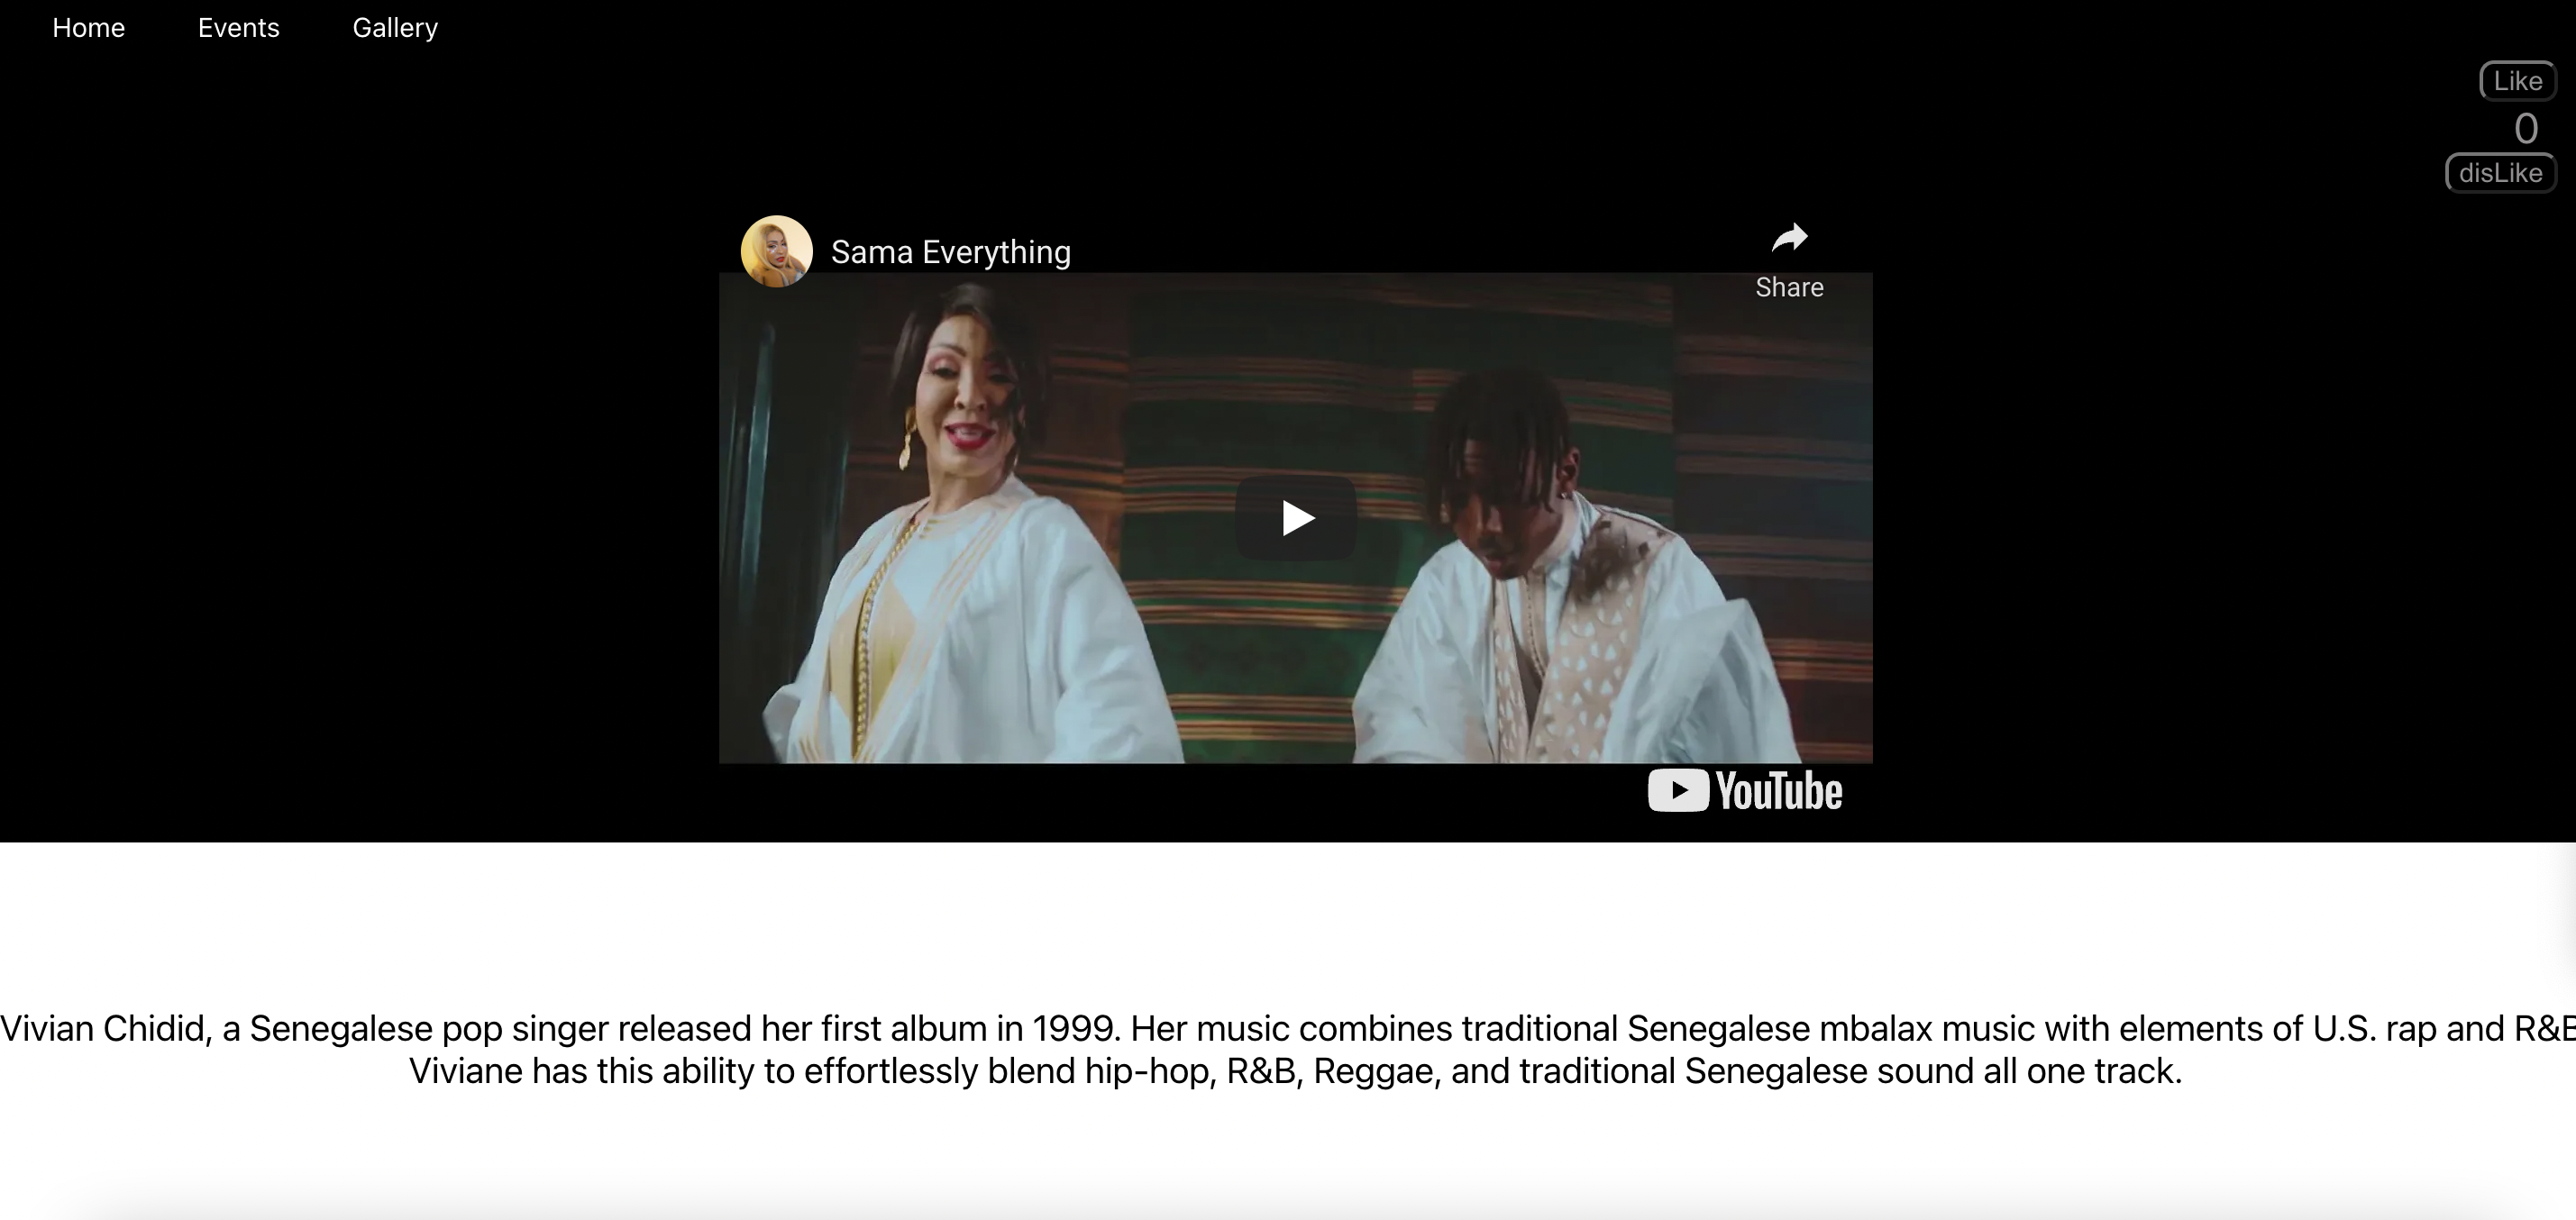 Home Events Gallery
Like
0
disLike
Sama Everything
Share
YouTube
Vivian Chidid, a Senegalese pop singer released her first album in 1999. Her music combines traditional Senegalese mbalax music with elements of U.S. rap and R&B
Viviane has this ability to effortlessly blend hip-hop, R&B, Reggae, and traditional Senegalese sound all one track.